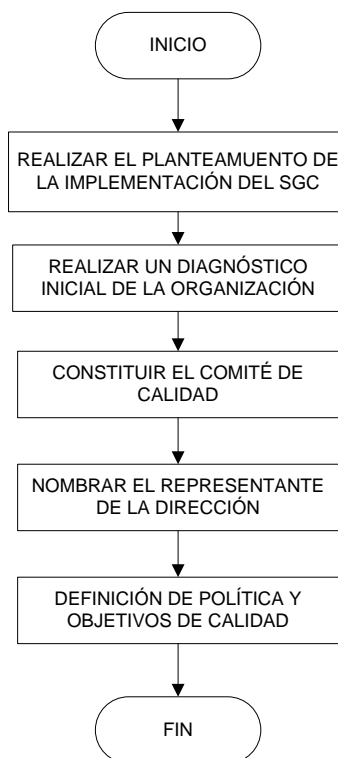 INICIO
REALIZAR EL PLANTEAMUENTO DE
LA IMPLEMENTACIÓN DEL SGC
REALIZAR UN DIAGNÓSTICO
INICIAL DE LA ORGANIZACIÓN
CONSTITUIR EL COMITÉ DE
CALIDAD
NOMBRAR EL REPRESENTANTE
DE LA DIRECCIÓN
DEFINICIÓN DE POLÍTICA Y
OBJETIVOS DE CALIDAD
FIN